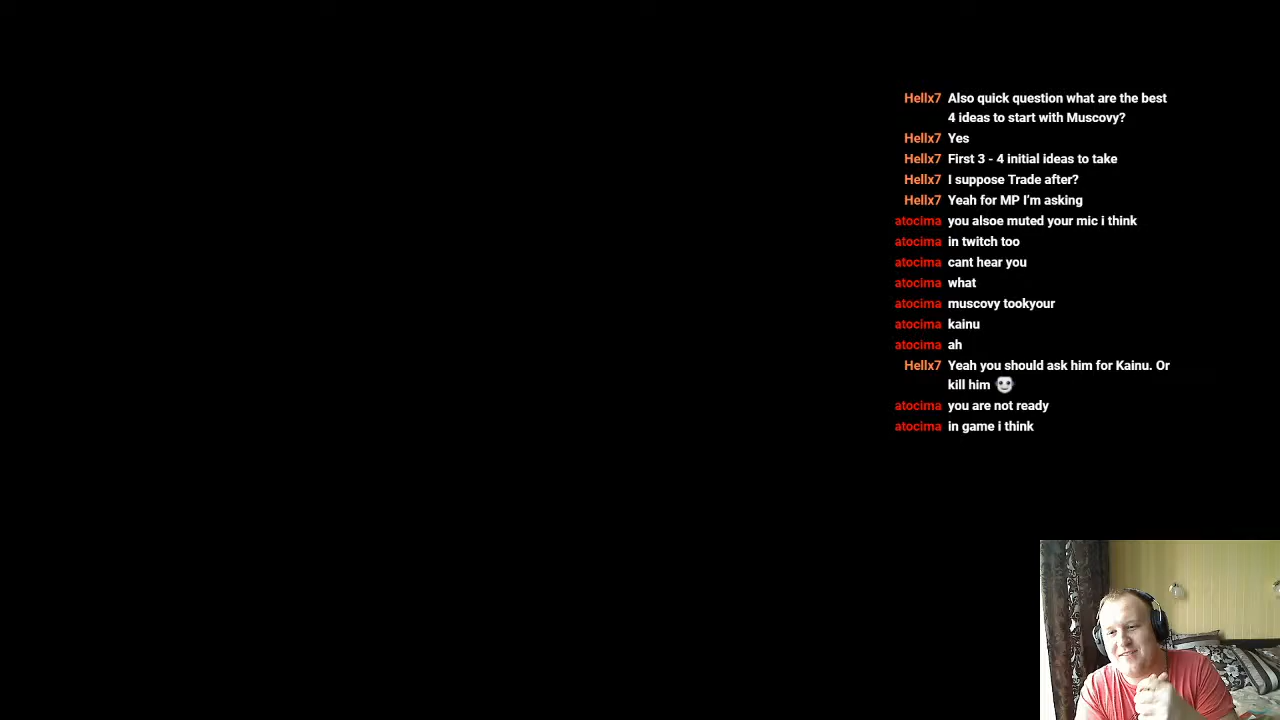 Hellx7 Also quick question what are the best
4 ideas to start with Muscovy?
Hellx7 Yes
Hellx7 First 3 - 4 initial ideas to take
Hellx7 I suppose Trade after?
Hellx7 Yeah for MP I'm asking
atocima you alsoe muted your mic i think
atocima in twitch too
atocima cant hear you
atocima what
atocima muscovy tookyour
atocima kainu
atocima ah
Hellx7 Yeah you should ask him for Kainu. Or
kill him
atocima you are not ready
atocima in game i think